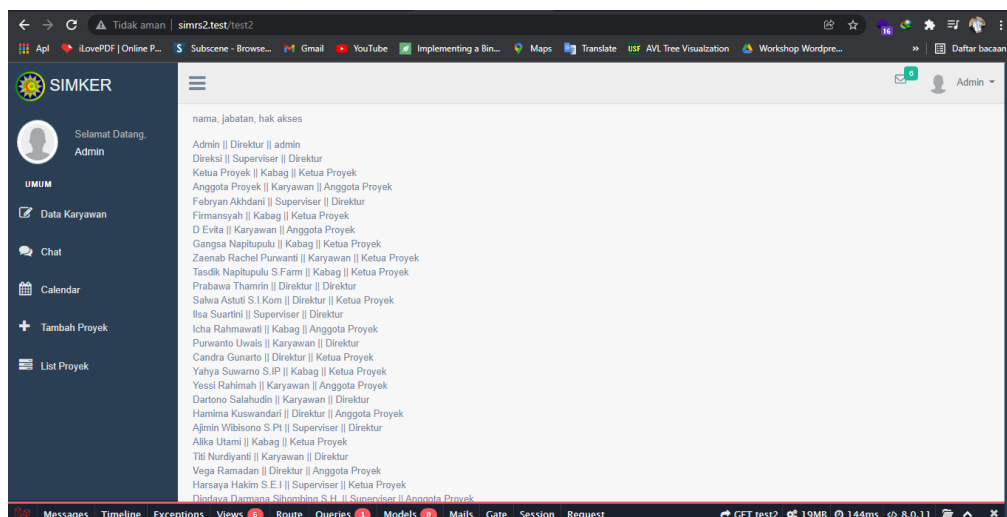 Tidak aman simrs2.test/test2
16
Apl iLovePDF | Online P... Subscene - Browse... Gmail YouTube Implementing a Bin... Maps Translate USF AVL Tree Visualzation Workshop Wordpre... » Daftar bacaan
SIMKER
6
Admin
Selamat Datang,
Admin
UMUM
Data Karyawan
Chat
Calendar
Tambah Proyek
List Proyek
nama, jabatan, hak akses
Admin || Direktur || admin
Direksi || Superviser || Direktur
Ketua Proyek || Kabag || Ketua Proyek
Anggota Proyek || Karyawan || Anggota Proyek
Febryan Akhdani || Superviser || Direktur
Firmansyah || Kabag || Ketua Proyek
D Evita || Karyawan || Anggota Proyek
Gangsa Napitupulu || Kabag || Ketua Proyek
Zaenab Rachel Purwanti || Karyawan || Ketua Proyek
Tasdik Napitupulu S.Farm || Kabag || Ketua Proyek
Prabawa Thamrin || Direktur || Direktur
Salwa Astuti S.I.Kom || Direktur || Ketua Proyek
Ilsa Suartini || Superviser || Direktur
Icha Rahmawati || Kabag || Anggota Proyek
Purwanto Uwais || Karyawan || Direktur
Candra Gunarto || Direktur || Ketua Proyek
Yahya Suwarno S.IP || Kabag || Ketua Proyek
Yessi Rahimah || Karyawan || Anggota Proyek
Dartono Salahudin || Karyawan || Direktur
Hamima Kuswandari || Direktur || Anggota Proyek
Ajimin Wibisono S.Pt || Superviser || Direktur
Alika Utami || Kabag || Ketua Proyek
Titi Nurdiyanti || Karyawan || Direktur
Vega Ramadan || Direktur || Anggota Proyek
Harsaya Hakim S.E.I || Superviser || Ketua Proyek
Digdaya Darmana Sihombing S.H. || Superviser || Anggota Proyek
Messages Timeline Exceptions Views 6 Route Queries 1 Models Mails Gate Session Request GET test2 19MB 144ms 8.0.11